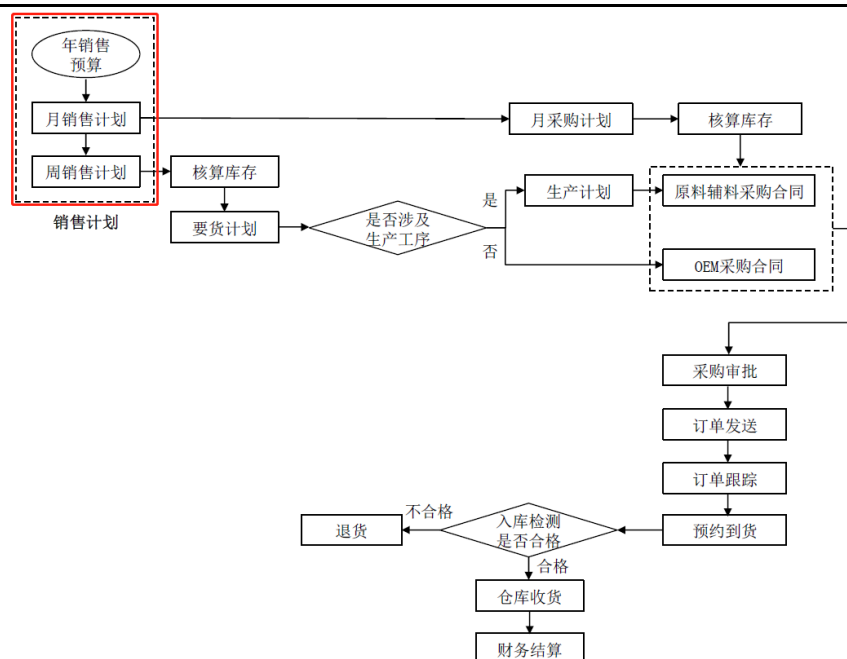 年销售
预算
月销售计划
月采购计划
核算库存
周销售计划
核算库存
是
生产计划
原料辅料采购合同
销售计划
要货计划
是否涉及
生产工序
否
OEM采购合同
采购审批
订单发送
订单跟踪
不合格
退货
入库检测
是否合格
预约到货
合格
仓库收货
财务结算